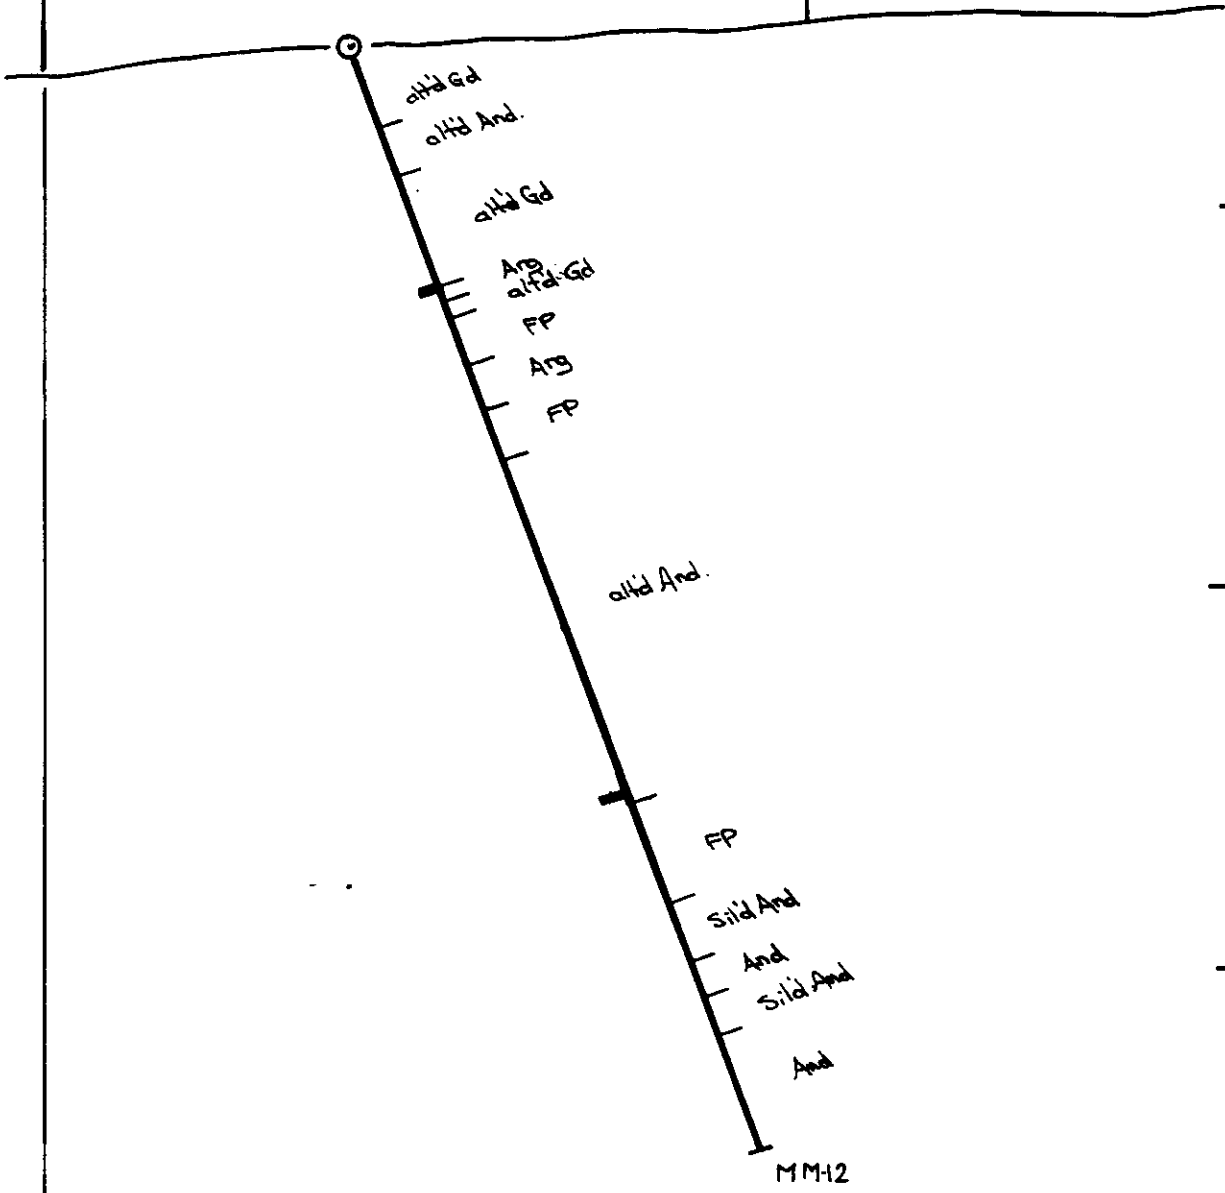 alt'd Gd
alt'd And.
alt'd Gd
Arg
alt'd Gd
FP
Arg
FP
alt'd And.
FP
Sil'd And
And
Sil'd And
And
MM-12